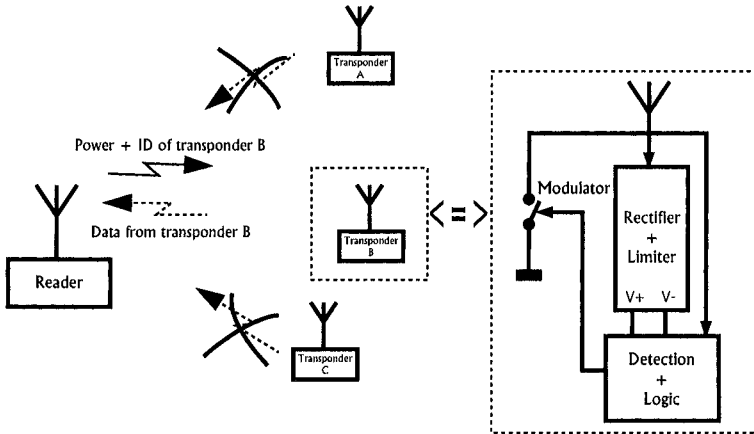 Transponder
A
Power + ID of transponder B
Data from transponder B
Reader
Transponder
B
Transponder
C
< = >
Modulator
Rectifier
+
Limiter
V+ V-
Detection
+
Logic